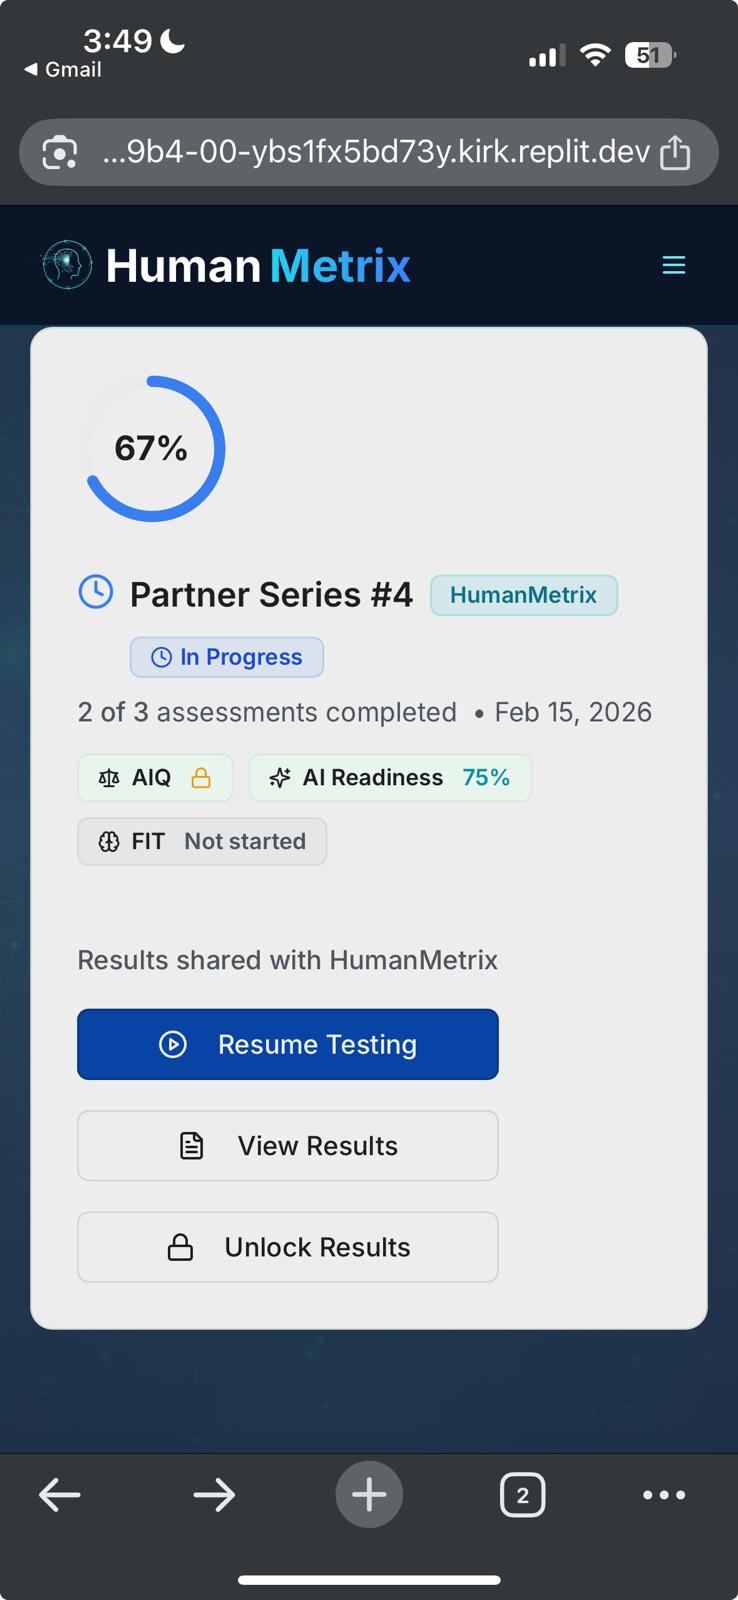 3:49
Gmail
51
...9b4-00-ybs1fx5bd73y.kirk.replit.dev
Human Metrix
67%
Partner Series #4 HumanMetrix
In Progress
2 of 3 assessments completed • Feb 15, 2026
AIQ AI Readiness 75%
FIT Not started
Results shared with HumanMetrix
Resume Testing
View Results
Unlock Results
2